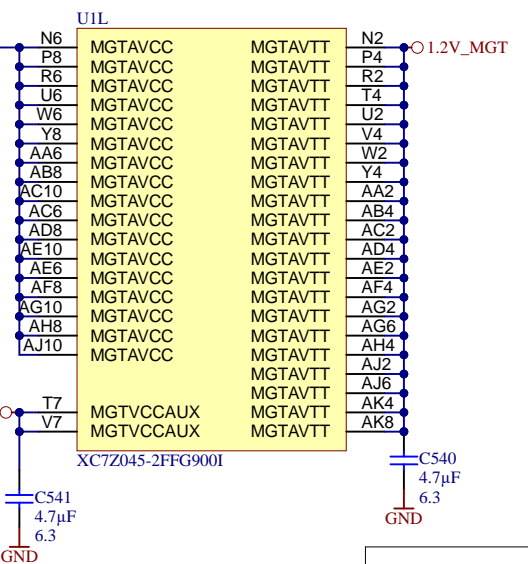 U1L
N6 MGTAVCC MGTAVTT N2 1.2V_MGT
P8 MGTAVCC MGTAVTT P4
R6 MGTAVCC MGTAVTT R2
U6 MGTAVCC MGTAVTT T4
W6 MGTAVCC MGTAVTT U2
Y8 MGTAVCC MGTAVTT V4
AA6 MGTAVCC MGTAVTT W2
AB8 MGTAVCC MGTAVTT Y4
AC10 MGTAVCC MGTAVTT AA2
AC6 MGTAVCC MGTAVTT AB4
AD8 MGTAVCC MGTAVTT AC2
AE10 MGTAVCC MGTAVTT AD4
AE6 MGTAVCC MGTAVTT AE2
AF8 MGTAVCC MGTAVTT AF4
AG10 MGTAVCC MGTAVTT AG2
AH8 MGTAVCC MGTAVTT AG6
AJ10 MGTAVCC MGTAVTT AH4
MGTAVTT AJ2
MGTAVTT AJ6
T7 MGTVCCAUX MGTAVTT AK4
V7 MGTVCCAUX MGTAVTT AK8
XC7Z045-2FFG900I
C540
4.7µF
6.3
GND
C541
4.7µF
6.3
GND